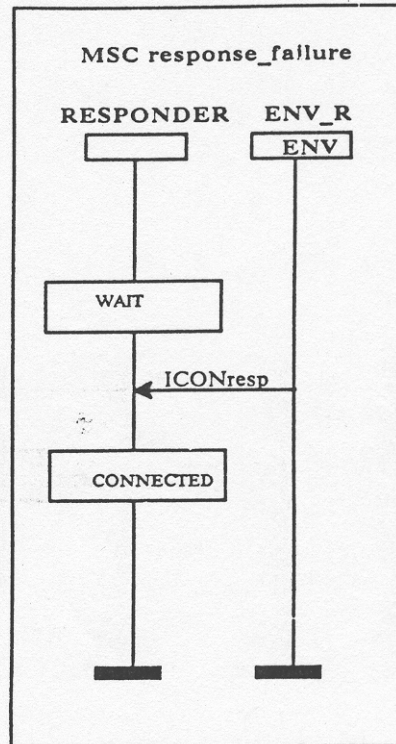 MSC response_failure
RESPONDER ENV_R
ENV
WAIT
ICONresp
CONNECTED